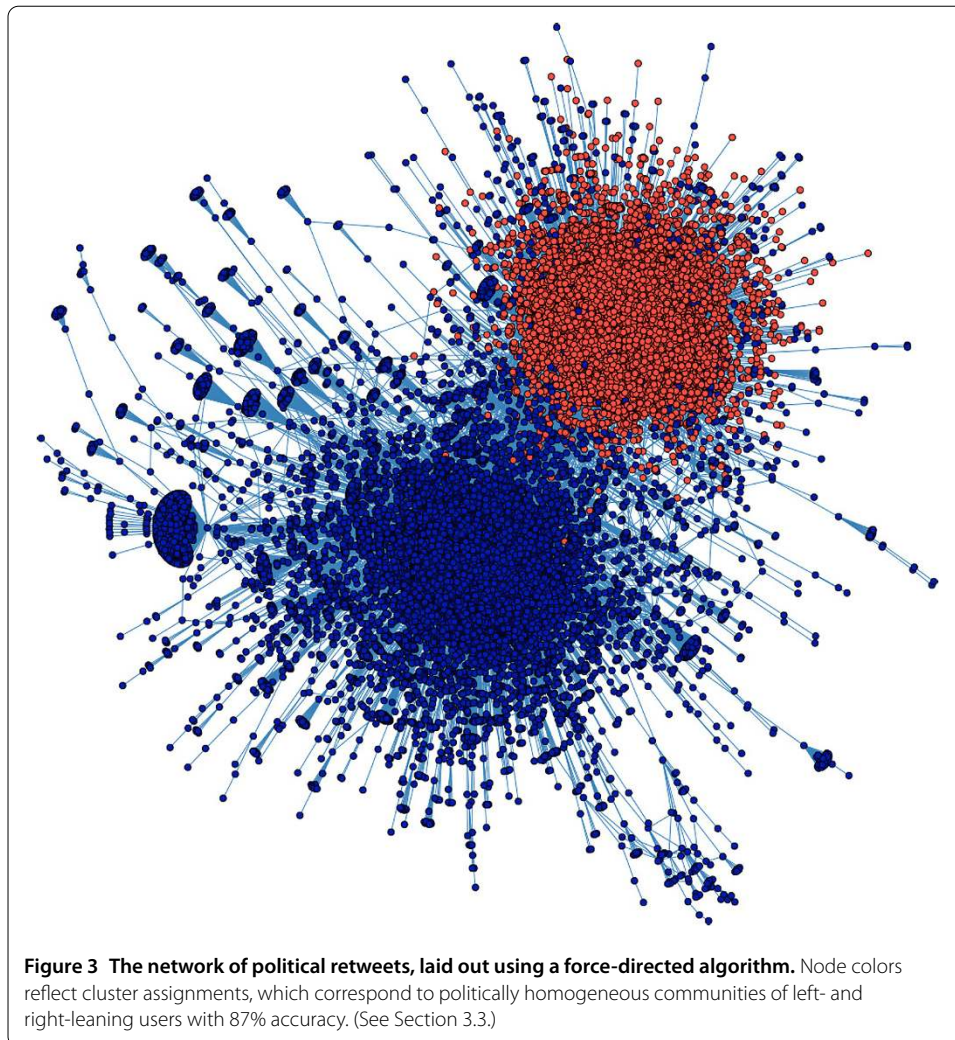 Figure 3 The network of political retweets, laid out using a force-directed algorithm. Node colors
reflect cluster assignments, which correspond to politically homogeneous communities of left- and
right-leaning users with 87% accuracy. (See Section 3.3.)